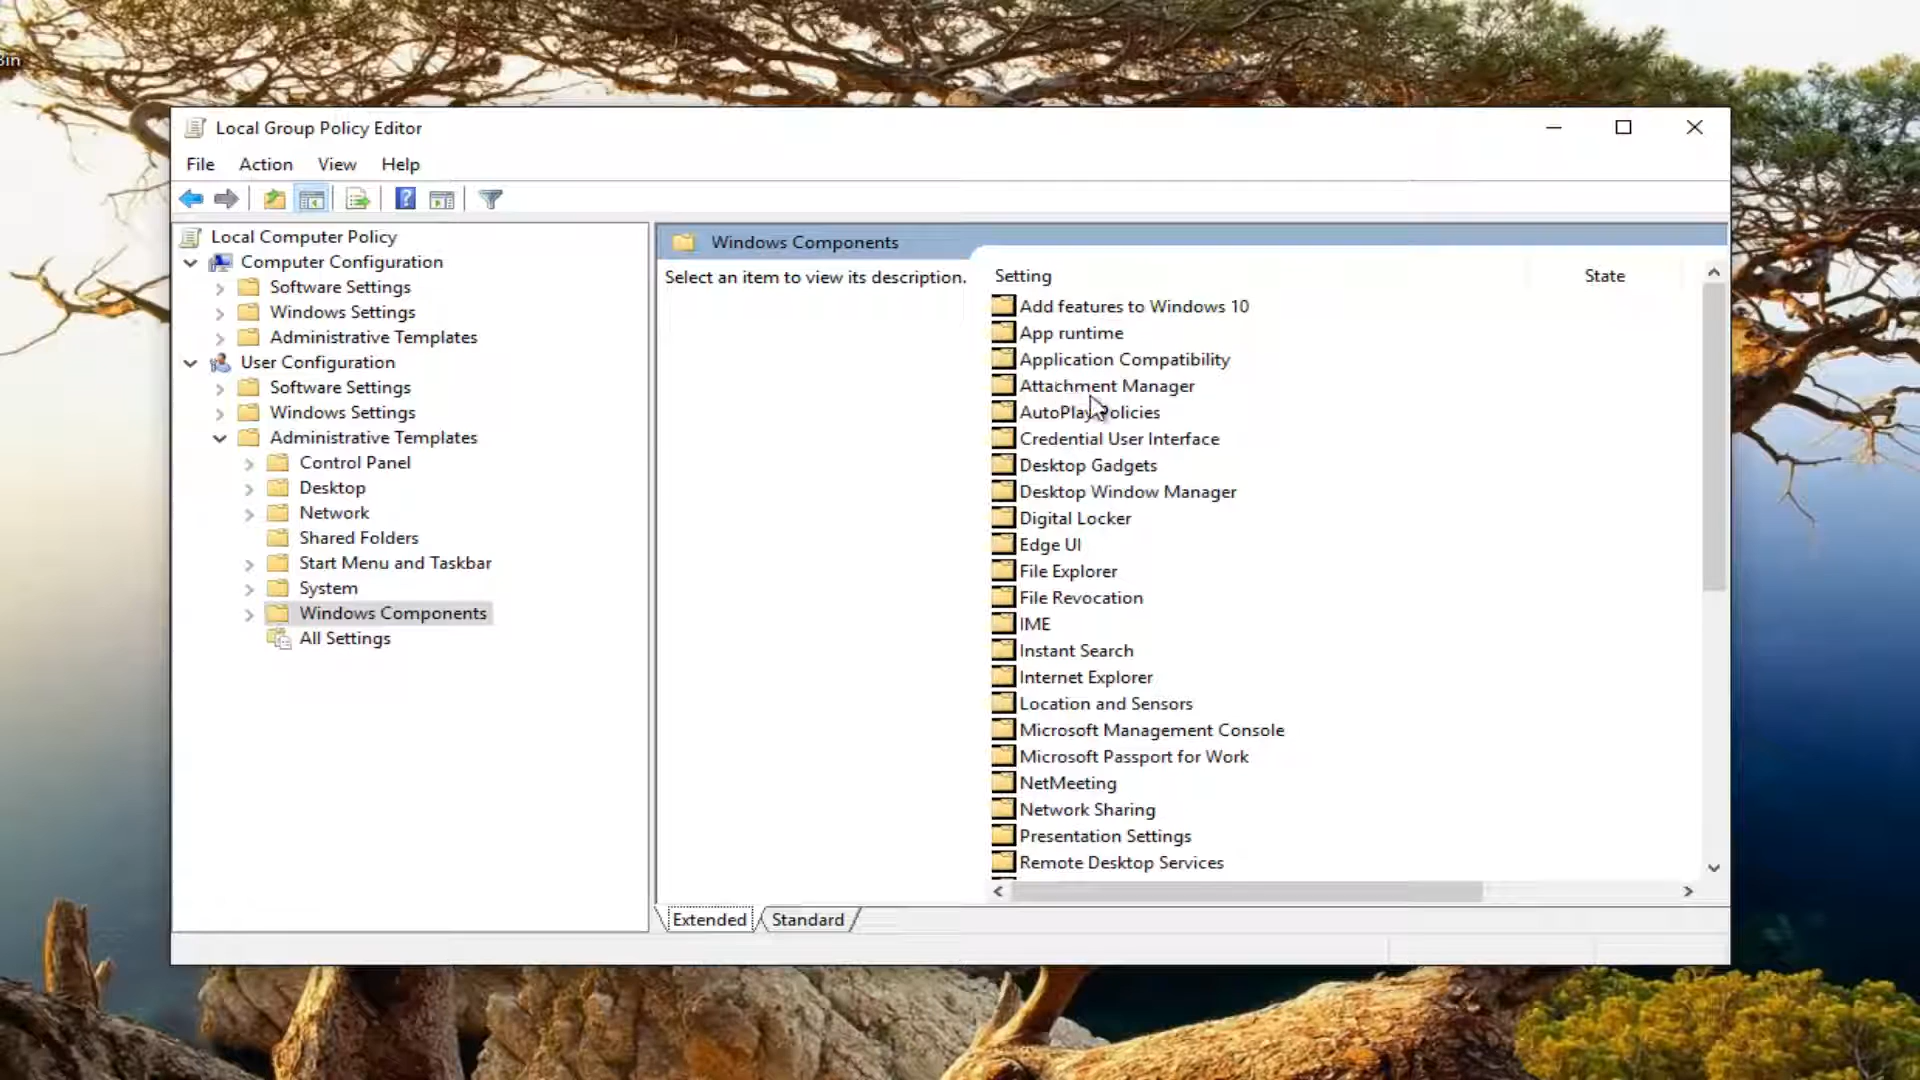 Bin
Local Group Policy Editor
File Action View Help
Local Computer Policy
Computer Configuration
Software Settings
Windows Settings
Administrative Templates
User Configuration
Software Settings
Windows Settings
Administrative Templates
Control Panel
Desktop
Network
Shared Folders
Start Menu and Taskbar
System
Windows Components
All Settings
Windows Components
Select an item to view its description.
Setting State
Add features to Windows 10
App runtime
Application Compatibility
Attachment Manager
AutoPlay Policies
Credential User Interface
Desktop Gadgets
Desktop Window Manager
Digital Locker
Edge UI
File Explorer
File Revocation
IME
Instant Search
Internet Explorer
Location and Sensors
Microsoft Management Console
Microsoft Passport for Work
NetMeeting
Network Sharing
Presentation Settings
Remote Desktop Services
Extended Standard